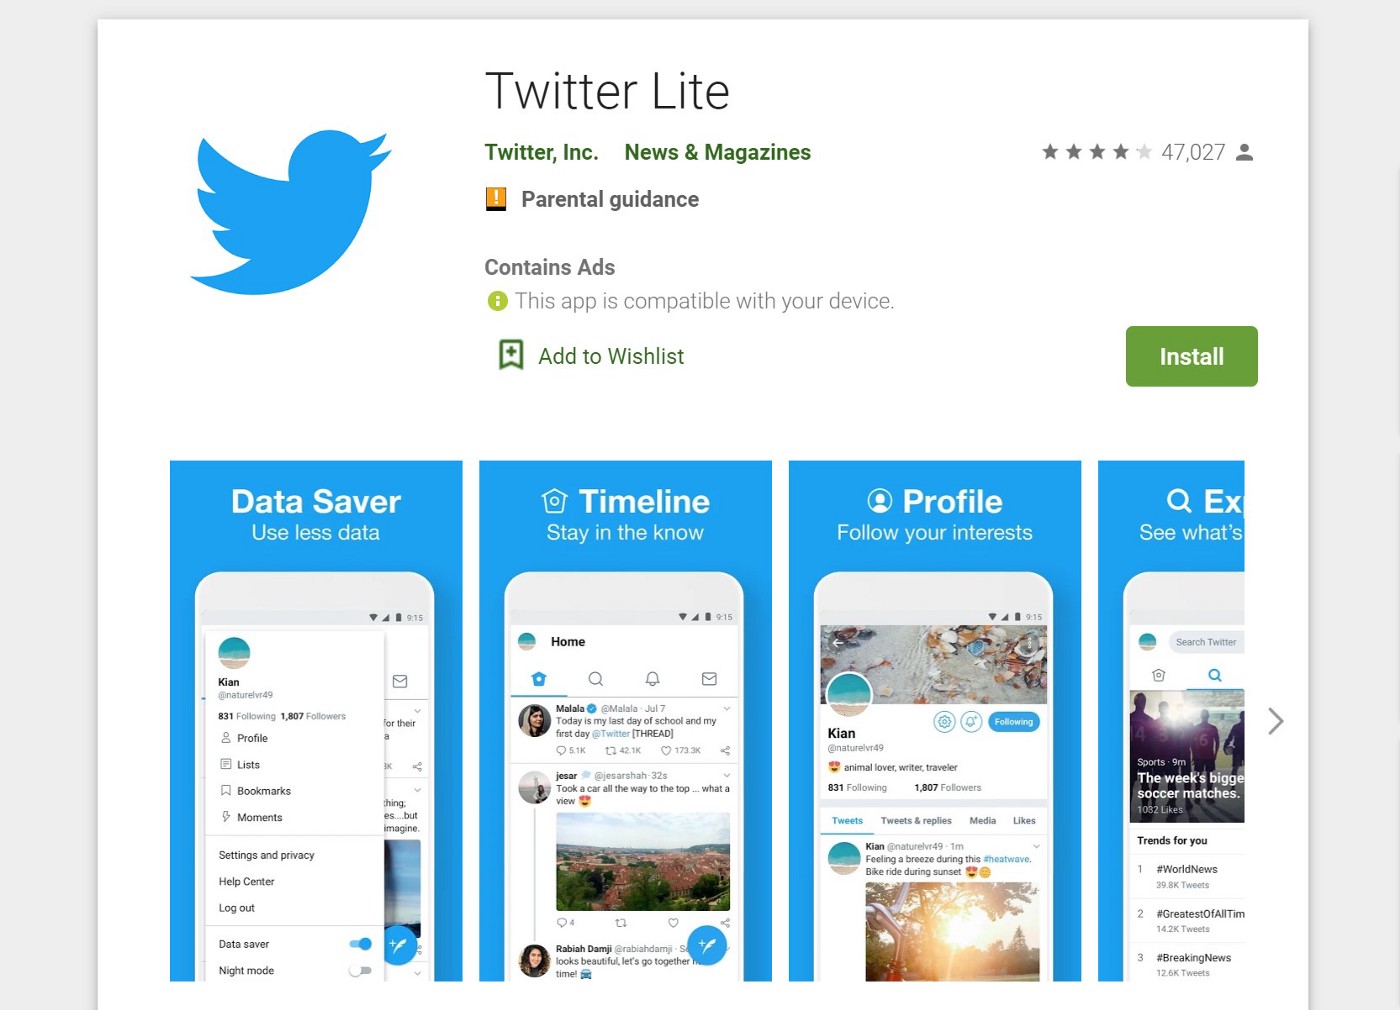 Twitter Lite
Twitter, Inc. News & Magazines
47,027
Parental guidance
Contains Ads
This app is compatible with your device.
Add to Wishlist
Install
Data Saver
Use less data
9:15
Kian
@naturelvr49
831 Following 1,807 Followers
Profile
Lists
Bookmarks
Moments
Settings and privacy
Help Center
Log out
Data saver
Night mode
for their
a
3K
thing;
es....but
imagine.
Timeline
Stay in the know
9:15
Home
Malala @Malala · Jul 7
Today is my last day of school and my
first day @Twitter [THREAD]
5.1K 42.1K 173.3K
jesar @jesarshah · 32s
Took a car all the way to the top ... what a
view
4
Rabiah Damji @rabiahdamji ·
looks beautiful, let's go together
time!
Profile
Follow your interests
9:15
Following
Kian
@naturelvr49
animal lover, writer, traveler
831 Following 1,807 Followers
Tweets Tweets & replies Media Likes
Kian @naturelvr49 · 1m
Feeling a breeze during this #heatwave.
Bike ride during sunset
Ex
See what's
Search Twitter
Sports · 9m
The week's bigge
soccer matches.
1032 Likes
Trends for you
1 #WorldNews
39.8K Tweets
2 #GreatestOfAllTim
14.2K Tweets
3 #BreakingNews
12.6K Tweets